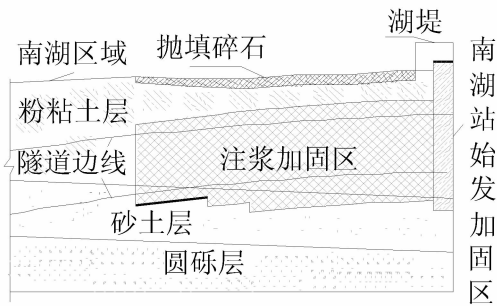 湖堤
南湖区域
抛填碎石
粉粘土层
隧道边线
注浆加固区
砂土层
圆砾层
南湖站始发加固区